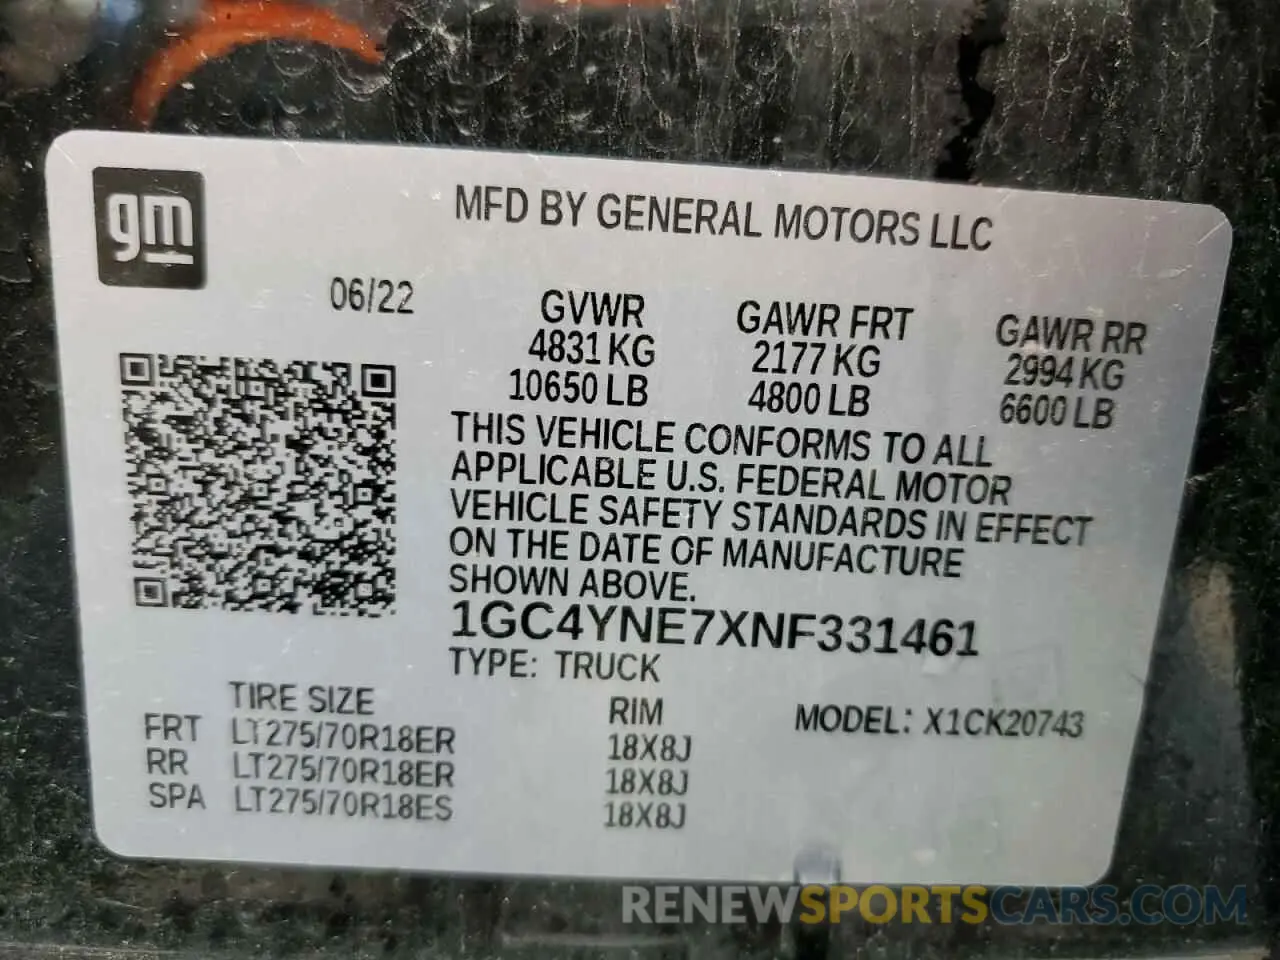 gm
MFD BY GENERAL MOTORS LLC
06/22
GVWR GAWR FRT GAWR RR
4831 KG 2177 KG 2994 KG
10650 LB 4800 LB 6600 LB
THIS VEHICLE CONFORMS TO ALL
APPLICABLE U.S. FEDERAL MOTOR
VEHICLE SAFETY STANDARDS IN EFFECT
ON THE DATE OF MANUFACTURE
SHOWN ABOVE.
1GC4YNE7XNF331461
TYPE: TRUCK
TIRE SIZE RIM MODEL: X1CK20743
FRT LT275/70R18ER 18X8J
RR LT275/70R18ER 18X8J
SPA LT275/70R18ES 18X8J
RENEWSPORTSCARS.COM